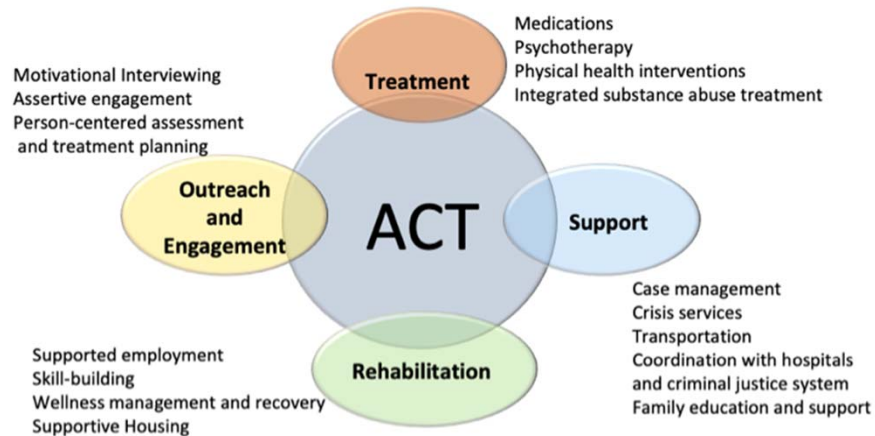 Treatment
Medications
Psychotherapy
Physical health interventions
Integrated substance abuse treatment
Motivational Interviewing
Assertive engagement
Person-centered assessment
and treatment planning
Outreach
and
Engagement
ACT
Support
Case management
Crisis services
Transportation
Coordination with hospitals
and criminal justice system
Family education and support
Rehabilitation
Supported employment
Skill-building
Wellness management and recovery
Supportive Housing